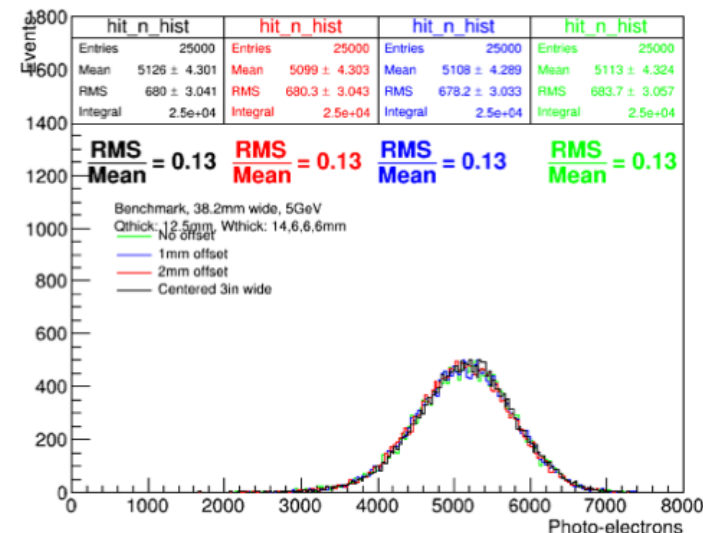 Events
hit_n_hist hit_n_hist hit_n_hist hit_n_hist
Entries 25000 Entries 25000 Entries 25000 Entries 25000
Mean 5126 ± 4.301 Mean 5099 ± 4.303 Mean 5108 ± 4.289 Mean 5113 ± 4.324
RMS 680 ± 3.041 RMS 680.3 ± 3.043 RMS 678.2 ± 3.033 RMS 683.7 ± 3.057
Integral 2.5e+04 Integral 2.5e+04 Integral 2.5e+04 Integral 2.5e+04
RMS/Mean = 0.13 RMS/Mean = 0.13 RMS/Mean = 0.13 RMS/Mean = 0.13
Benchmark, 38.2mm wide, 5GeV
Qthick: 12.5mm, Wthick: 14,6,6,6mm
No offset
1mm offset
2mm offset
Centered 3in wide
1800
1600
1400
1200
1000
800
600
400
200
0
0 1000 2000 3000 4000 5000 6000 7000 8000
Photo-electrons